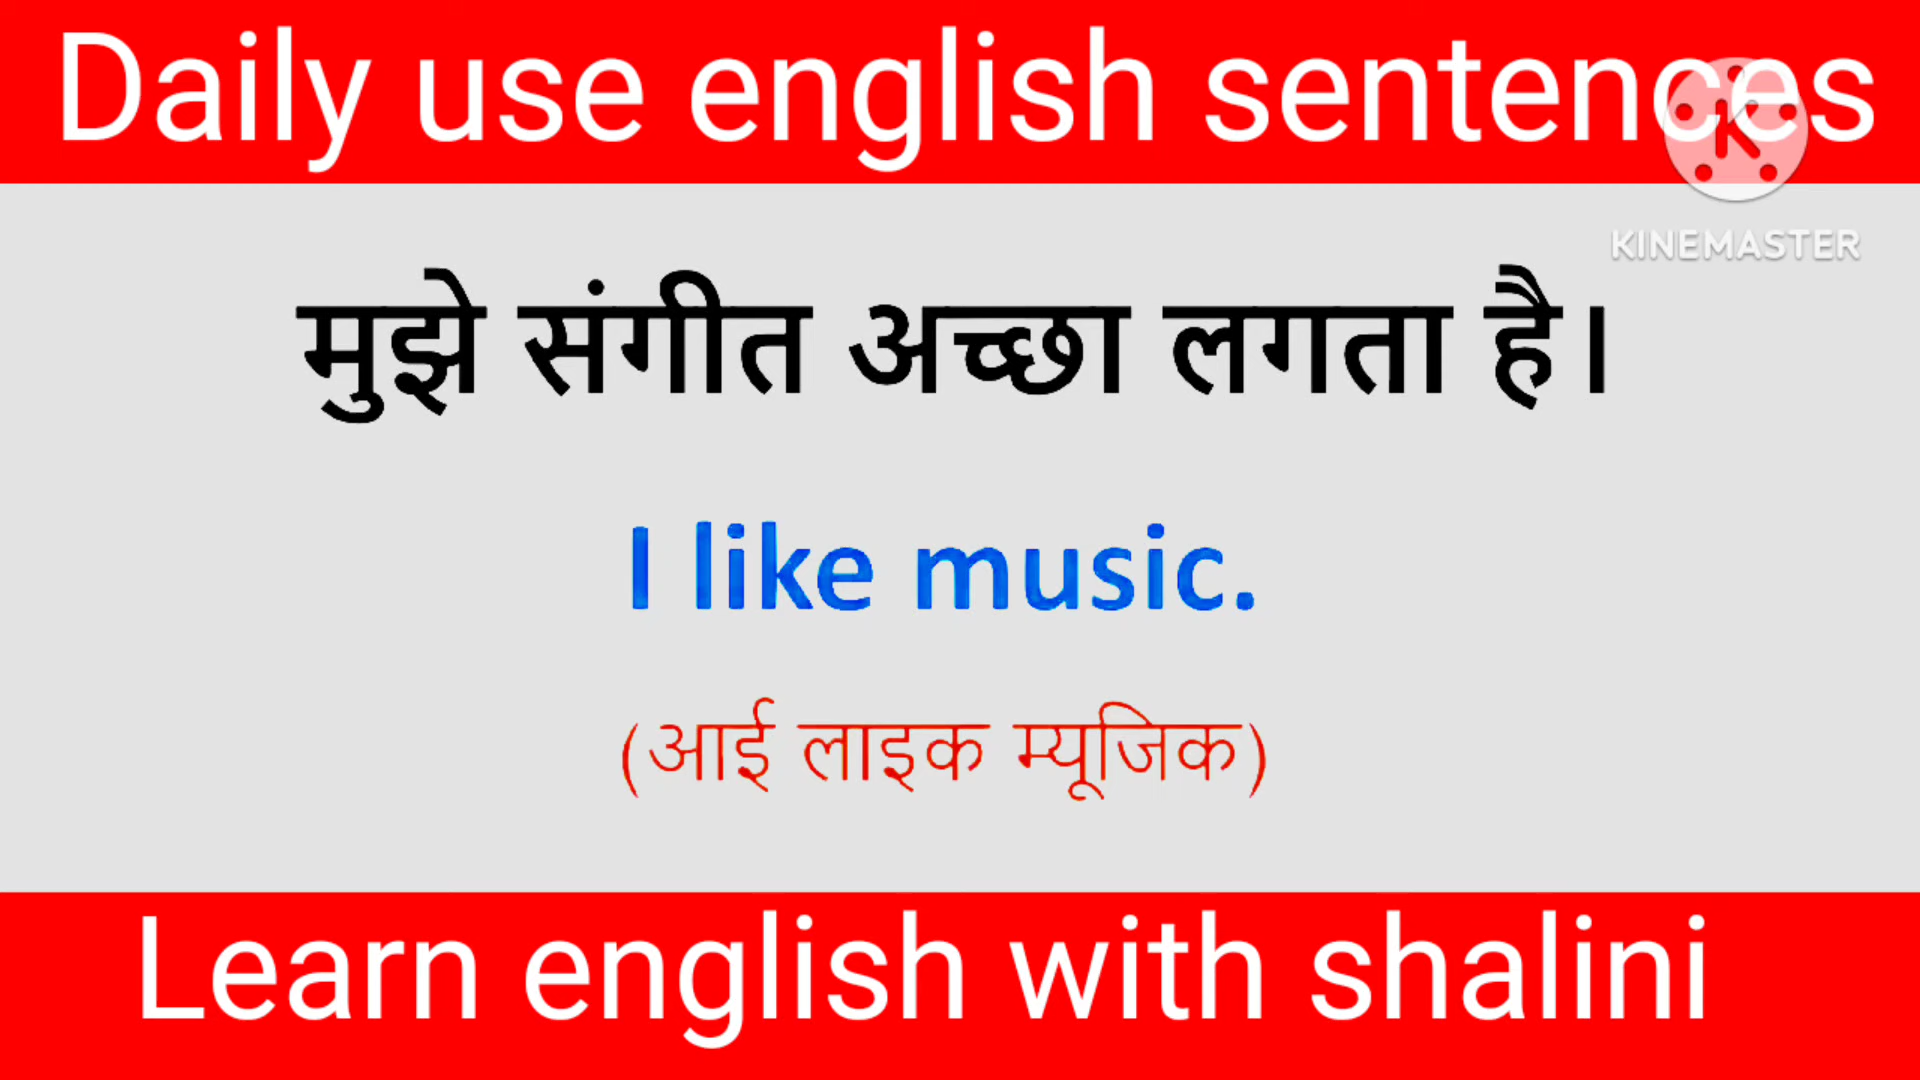 Daily use english sentences
KINEMASTER
मुझे संगीत अच्छा लगता है।
I like music.
(आई लाइक म्यूजिक)
Learn english with shalini